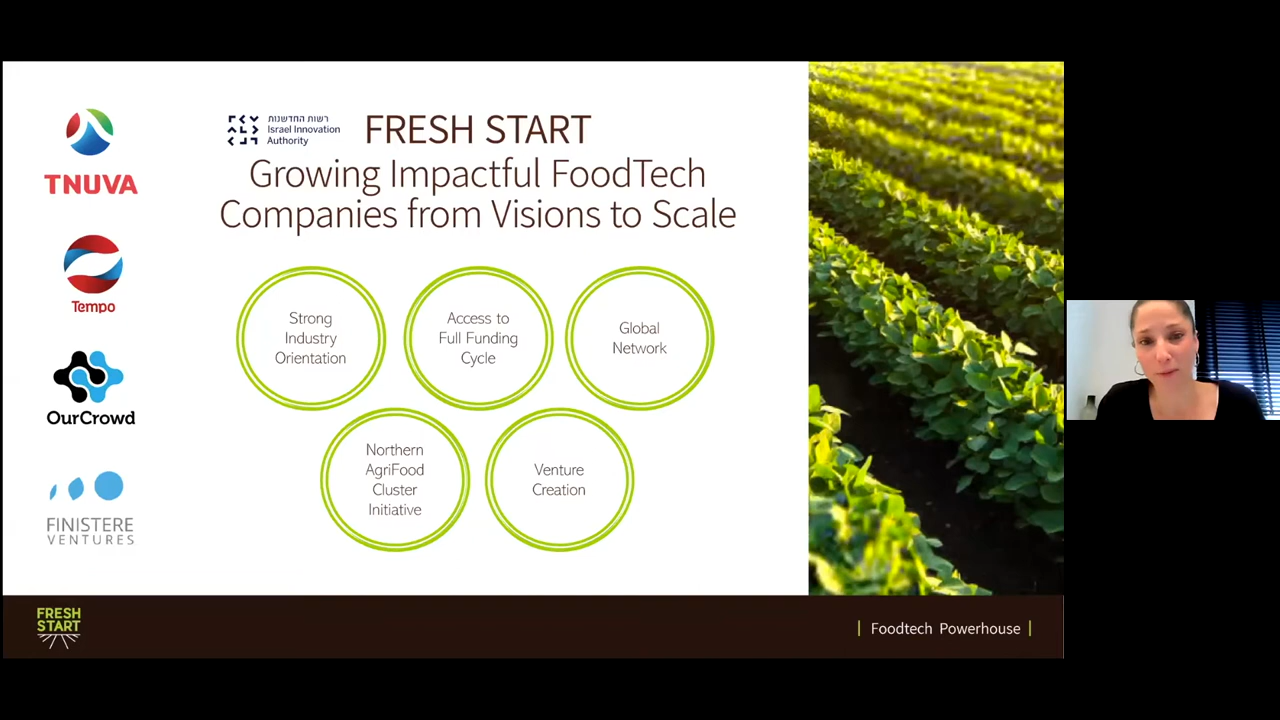 TNUVA
Tempo
OurCrowd
FINISTERE
VENTURES
רשות החדשנות
Israel Innovation
Authority
FRESH START
Growing Impactful FoodTech
Companies from Visions to Scale
Strong
Industry
Orientation
Access to
Full Funding
Cycle
Global
Network
Northern
AgriFood
Cluster
Initiative
Venture
Creation
FRESH
START
| Foodtech Powerhouse |